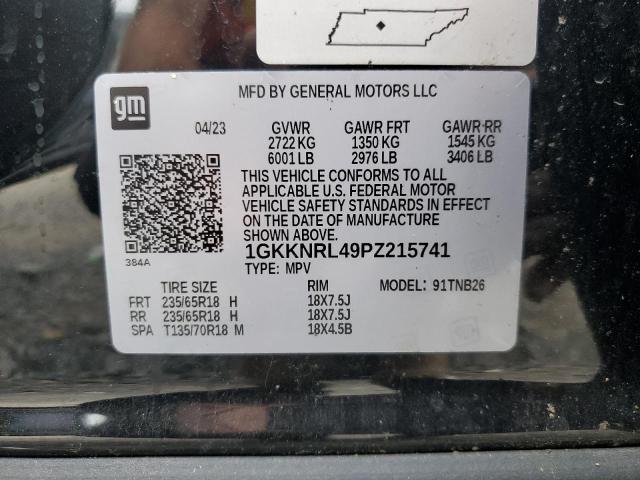 gm
MFD BY GENERAL MOTORS LLC
04/23 GVWR GAWR FRT GAWR RR
2722 KG 1350 KG 1545 KG
6001 LB 2976 LB 3406 LB
THIS VEHICLE CONFORMS TO ALL
APPLICABLE U.S. FEDERAL MOTOR
VEHICLE SAFETY STANDARDS IN EFFECT
ON THE DATE OF MANUFACTURE
SHOWN ABOVE.
384A
1GKKNRL49PZ215741
TYPE: MPV
TIRE SIZE RIM MODEL: 91TNB26
FRT 235/65R18 H 18X7.5J
RR 235/65R18 H 18X7.5J
SPA T135/70R18 M 18X4.5B